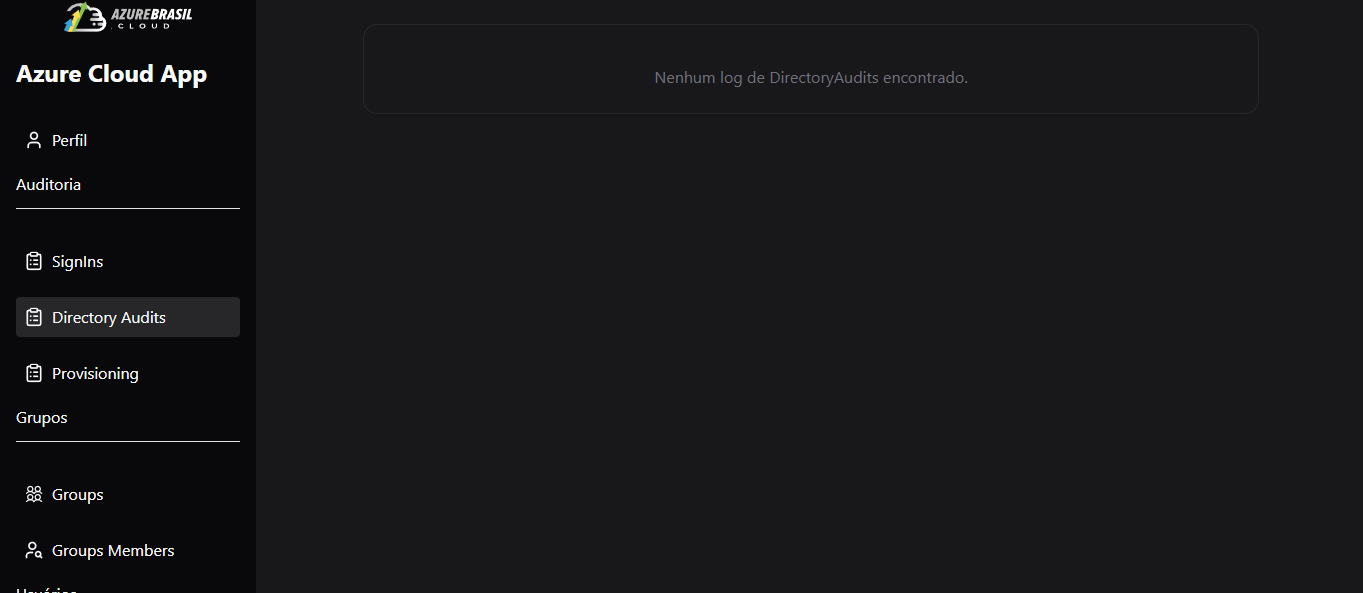 AZUREBRASIL
CLOUD
Azure Cloud App
Perfil
Auditoria
SignIns
Directory Audits
Provisioning
Grupos
Groups
Groups Members
Usuários
Nenhum log de DirectoryAudits encontrado.